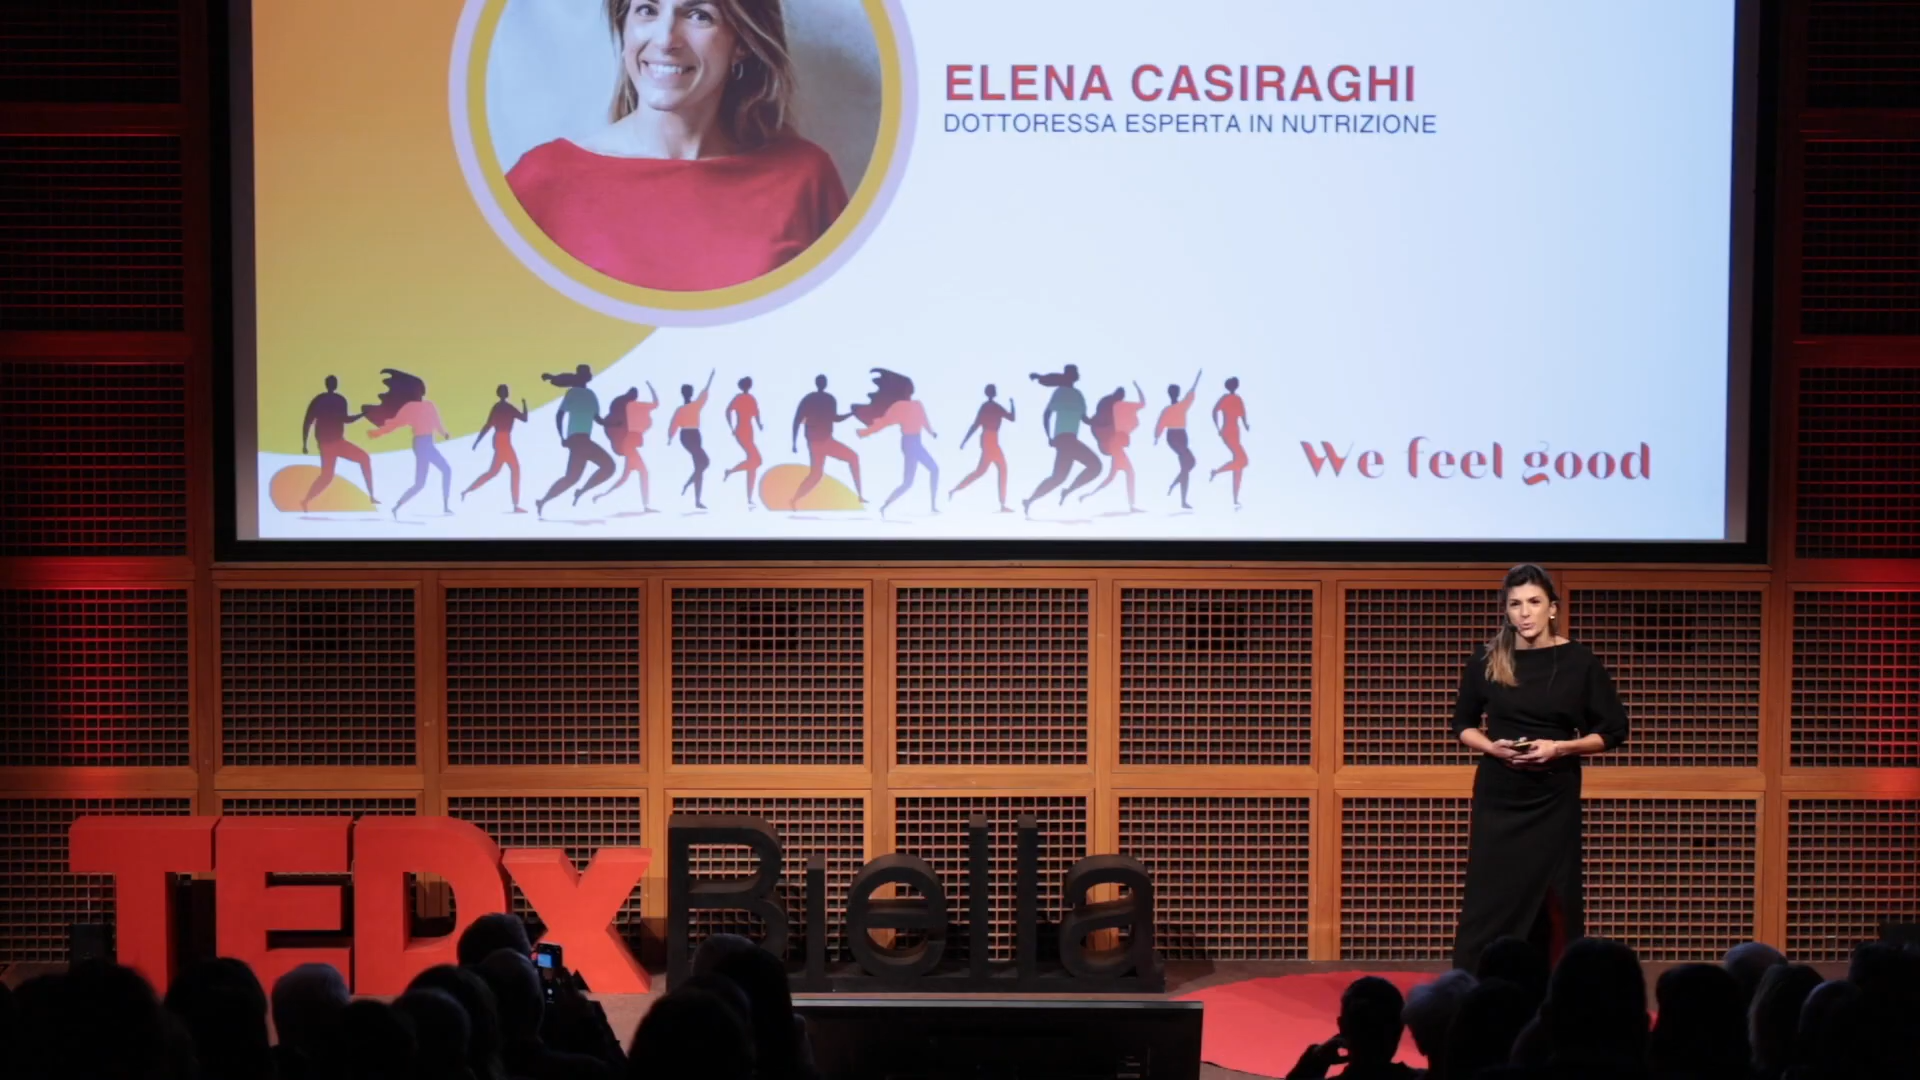 ELENA CASIRAGHI
DOTTORESSA ESPERTA IN NUTRIZIONE
We feel good
TEDxBiella